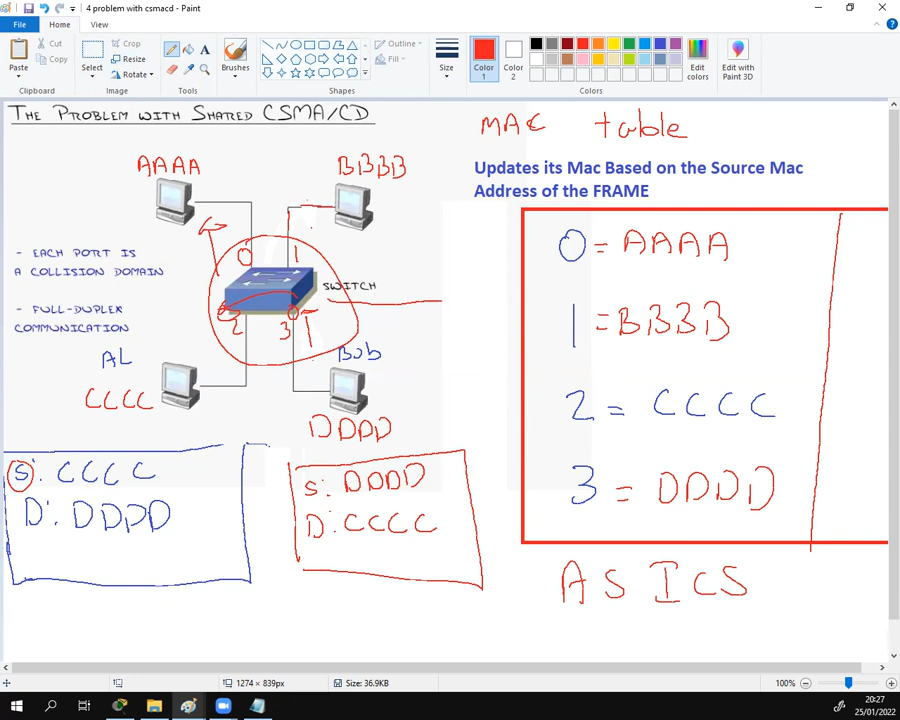 4 problem with csmacd - Paint
File
Home
View
Paste
Cut
Copy
Clipboard
Select
Crop
Resize
Rotate
Image
A
Tools
Brushes
Shapes
Outline
Fill
Size
Color 1
Color 2
Colors
Edit colors
Edit with Paint 3D
THE PROBLEM WITH SHARED CSMA/CD
MAC table
Updates its Mac Based on the Source Mac
Address of the FRAME
AAAA
BBBB
0
1
- EACH PORT IS
A COLLISION DOMAIN
- FULL-DUPLEX
COMMUNICATION
SWITCH
2
3
AL
CCCC
Bob
DDDD
S: CCCC
D: DDDD
S: DDDD
D: CCCC
0 = AAAA
1 = BBBB
2 = CCCC
3 = DDDD
ASICS
1274 × 839px
Size: 36.9KB
100%
20:27
25/01/2022